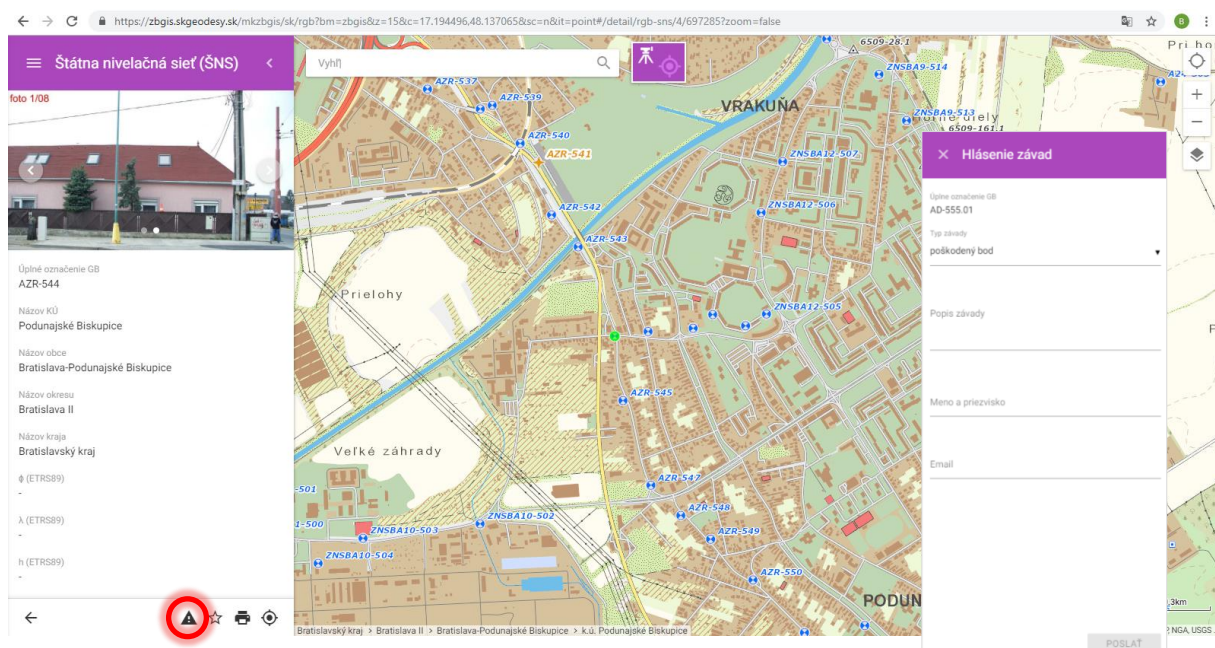 https://zbgis.skgeodesy.sk/mkzbgis/sk/rgb?bm=zbgis&z=15&c=17.194496,48.137065&sc=n&it=point#/detail/rgb-sns/4/697285?zoom=false
B
Štátna nivelačná sieť (ŠNS)
foto 1/08
Úplné označenie GB
AZR-544
Názov KÚ
Podunajské Biskupice
Názov obce
Bratislava-Podunajské Biskupice
Názov okresu
Bratislava II
Názov kraja
Bratislavský kraj
ϕ (ETRS89)
-
λ (ETRS89)
-
h (ETRS89)
-
6509-28.1
ZNSBA9-514
AZR-537
AZR-539
VRAKUŇA
ZNSBA9-513
6509-161.1
AZR-540
AZR-541
ZNSBA12-507
AZR-542
ZNSBA12-506
AZR-543
Prielohy
ZNSBA12-505
AZR-545
Veľké záhrady
AZR-547
-501
ZNSBA10-502
AZR-548
1-500
ZNSBA10-503
AZR-549
ZNSBA10-504
AZR-550
PODUN
Bratislavský kraj > Bratislava II > Bratislava-Podunajské Biskupice > k.ú. Podunajské Biskupice
Hlásenie závad
Úplne označenie GB
AD-555.01
Typ závady
poškodený bod
Popis závady
Meno a priezvisko
Email
POSLAŤ
3km
NGA, USGS